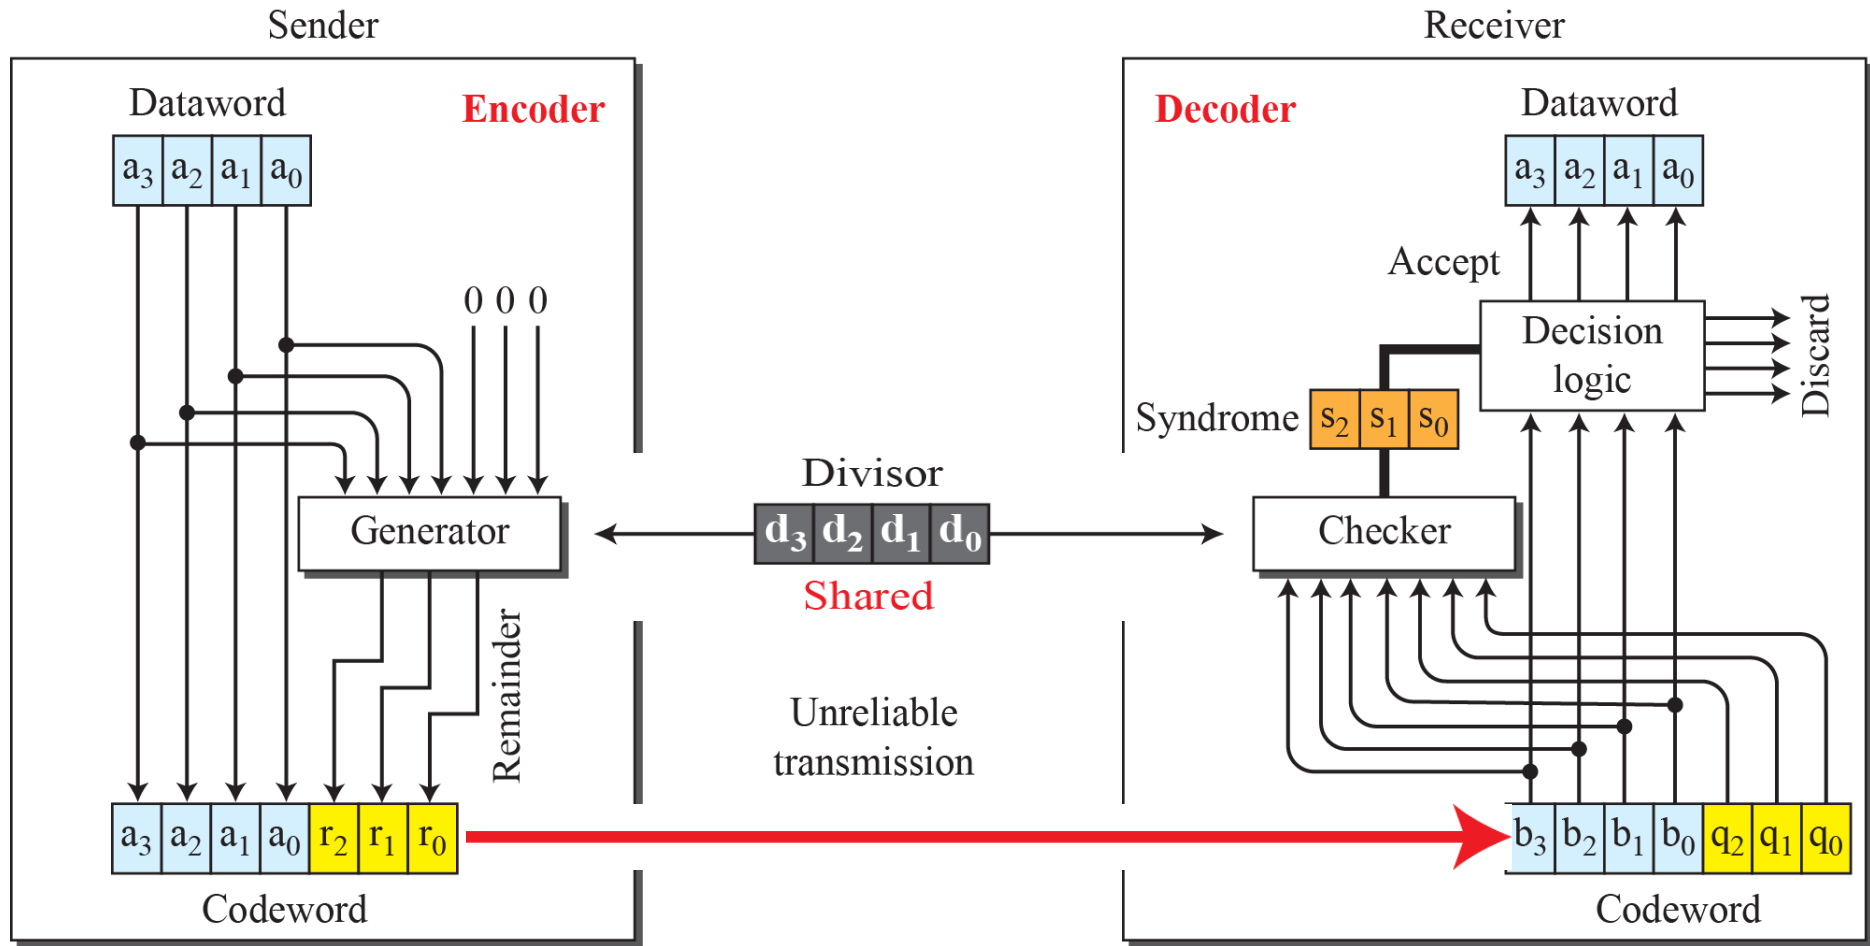 Sender
Dataword
Encoder
a3 a2 a1 a0
0 0 0
Generator
Remainder
a3 a2 a1 a0 r2 r1 r0
Codeword
Divisor
d3 d2 d1 d0
Shared
Unreliable
transmission
Receiver
Decoder
Dataword
a3 a2 a1 a0
Accept
Decision
logic
Discard
Syndrome
s2 s1 s0
Checker
b3 b2 b1 b0 q2 q1 q0
Codeword